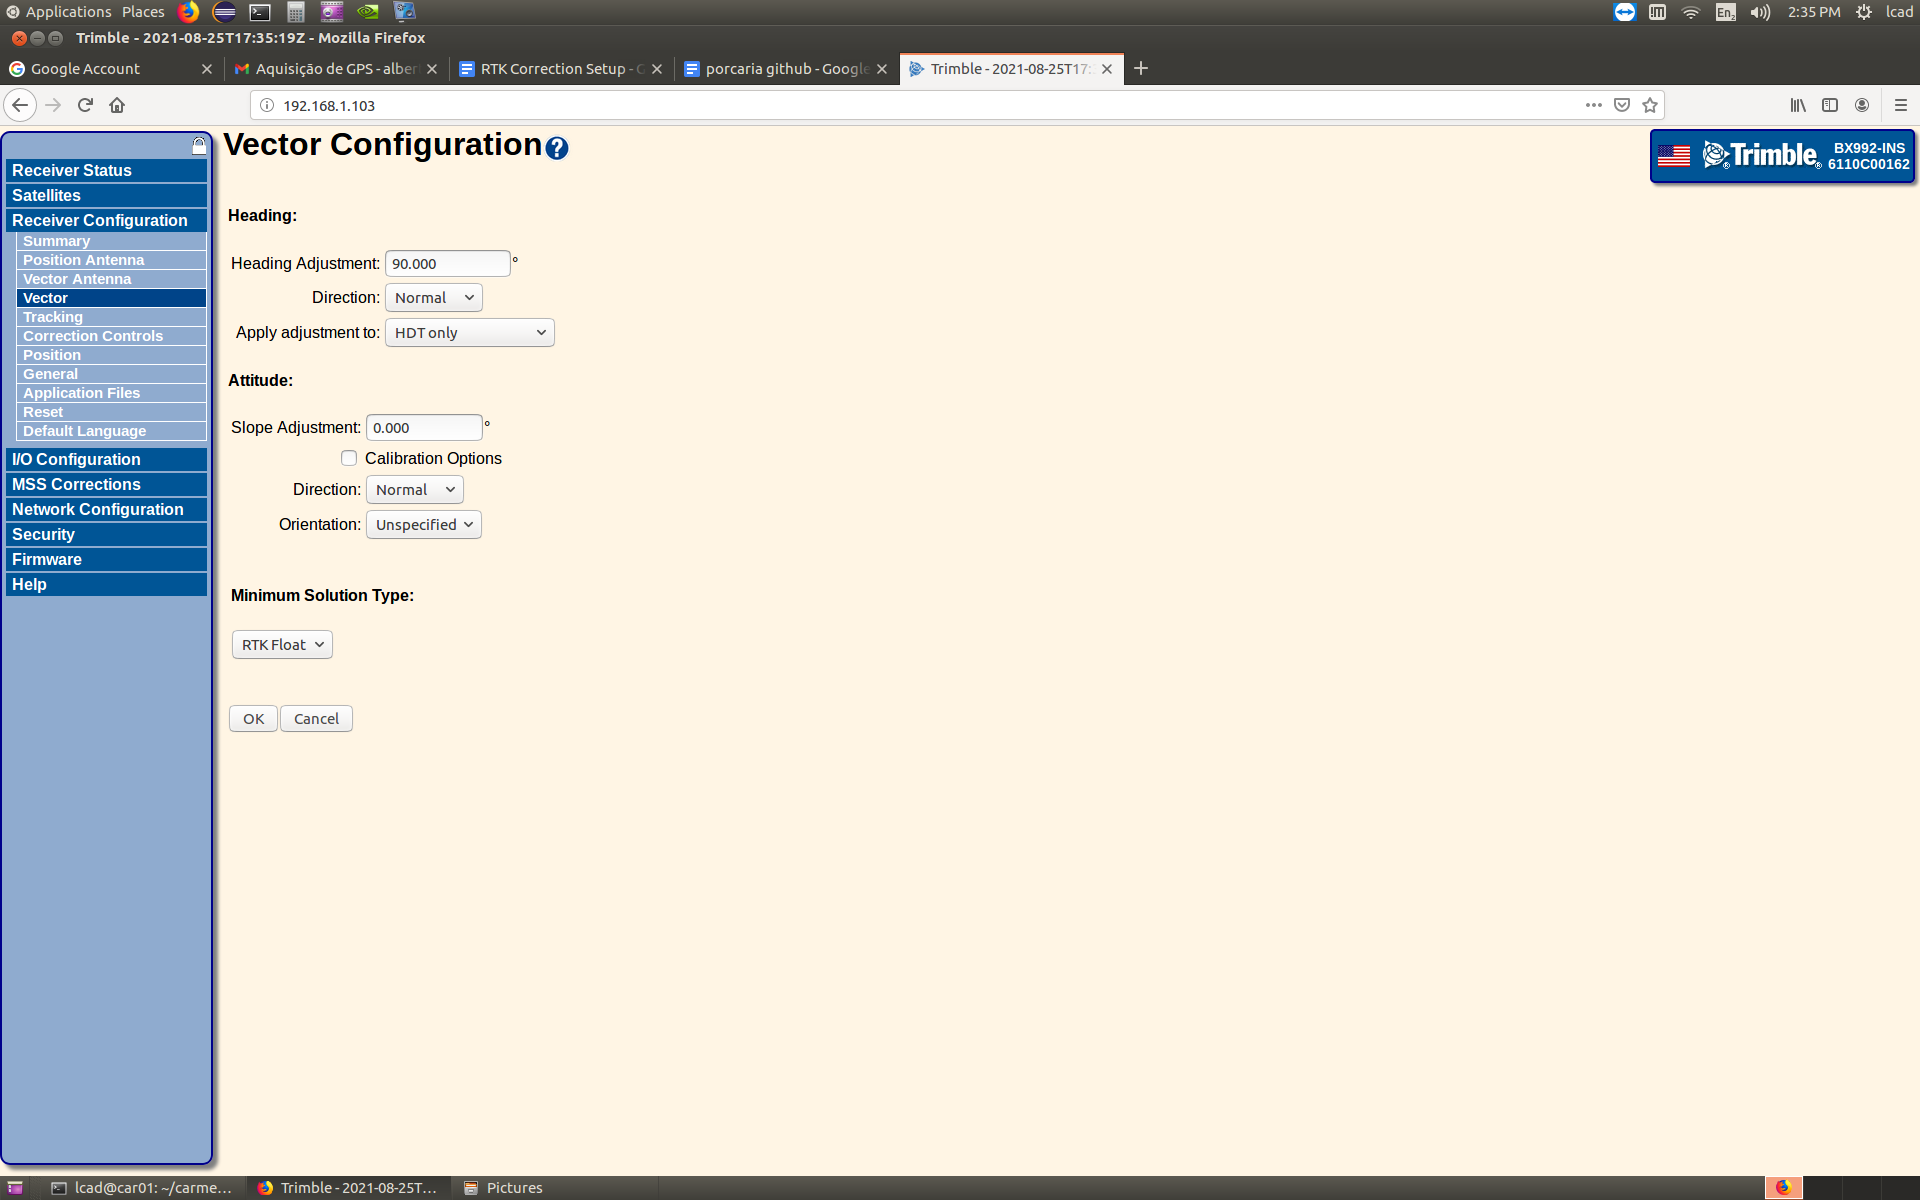 Applications Places
En2 2:35 PM lcad
Trimble - 2021-08-25T17:35:19Z - Mozilla Firefox
Google Account
Aquisição de GPS - alber
RTK Correction Setup - G
porcaria github - Google
Trimble - 2021-08-25T17:
192.168.1.103
Vector Configuration ?
Trimble
BX992-INS
6110C00162
Receiver Status
Satellites
Receiver Configuration
Summary
Position Antenna
Vector Antenna
Vector
Tracking
Correction Controls
Position
General
Application Files
Reset
Default Language
I/O Configuration
MSS Corrections
Network Configuration
Security
Firmware
Help
Heading:
Heading Adjustment: 90.000 °
Direction: Normal
Apply adjustment to: HDT only
Attitude:
Slope Adjustment: 0.000 °
Calibration Options
Direction: Normal
Orientation: Unspecified
Minimum Solution Type:
RTK Float
OK Cancel
lcad@car01: ~/carme...
Trimble - 2021-08-25T...
Pictures